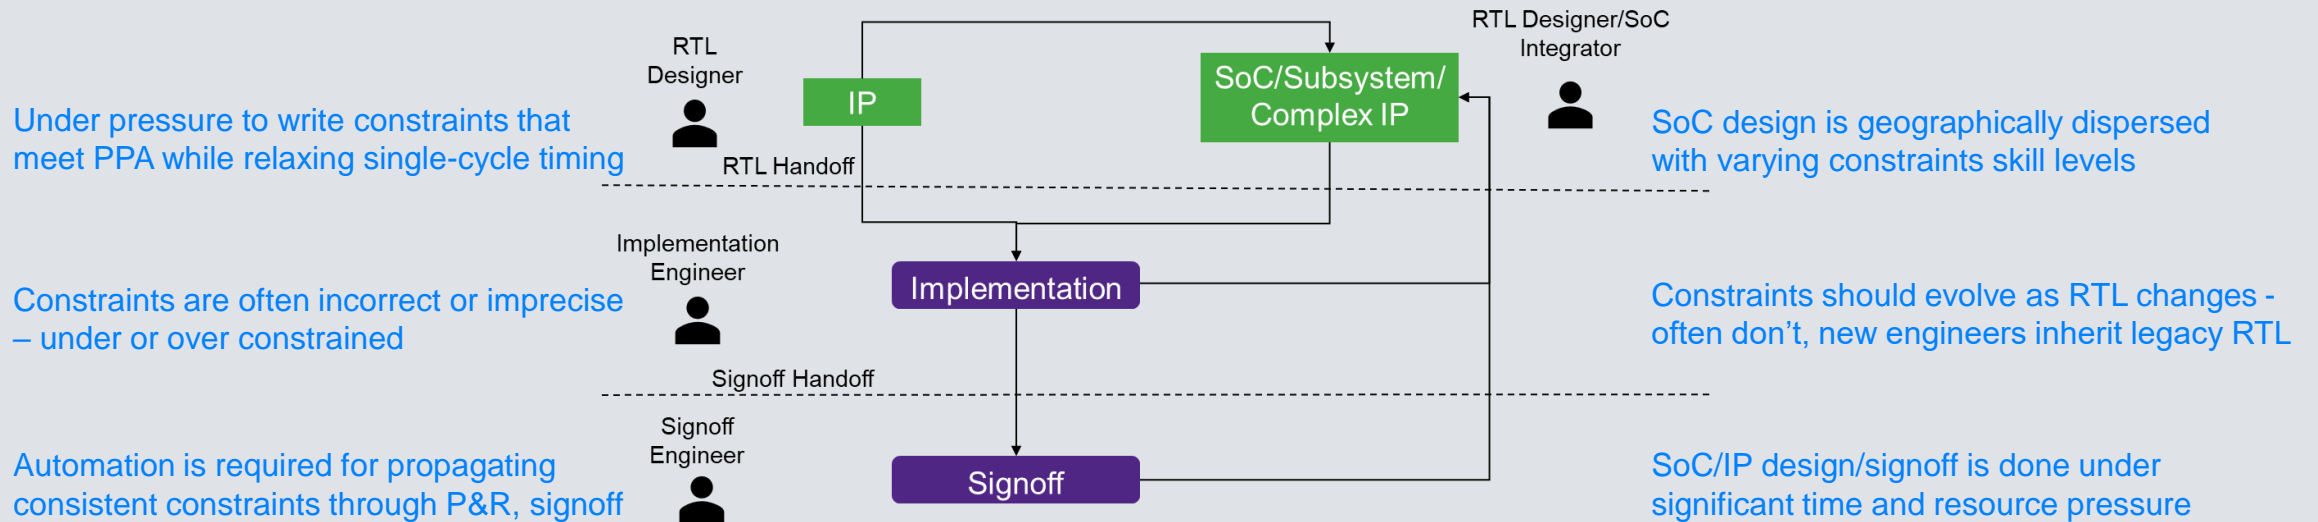 RTL Designer/SoC
Integrator
RTL
Designer
IP
SoC/Subsystem/
Complex IP
Under pressure to write constraints that
meet PPA while relaxing single-cycle timing
SoC design is geographically dispersed
with varying constraints skill levels
RTL Handoff
Implementation
Engineer
Implementation
Constraints are often incorrect or imprecise
– under or over constrained
Constraints should evolve as RTL changes -
often don’t, new engineers inherit legacy RTL
Signoff Handoff
Signoff
Engineer
Signoff
Automation is required for propagating
consistent constraints through P&R, signoff
SoC/IP design/signoff is done under
significant time and resource pressure